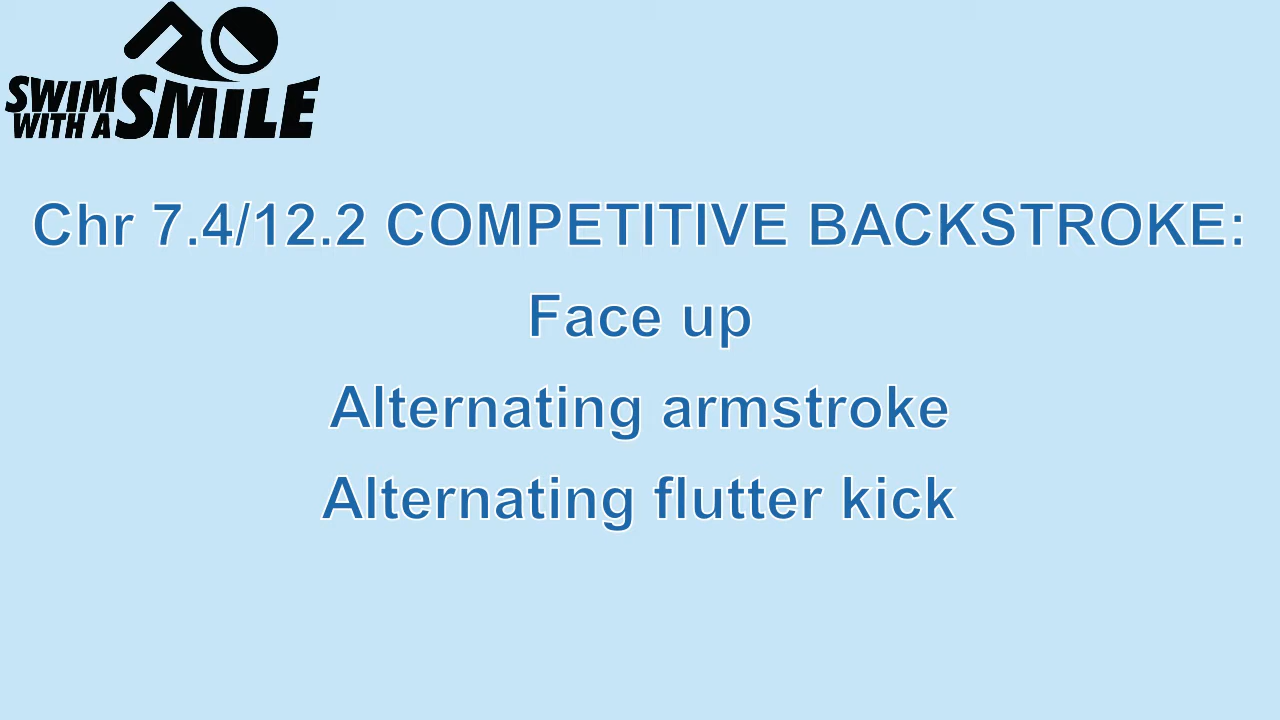 SWIM
WITH A SMILE
Chr 7.4/12.2 COMPETITIVE BACKSTROKE:
Face up
Alternating armstroke
Alternating flutter kick